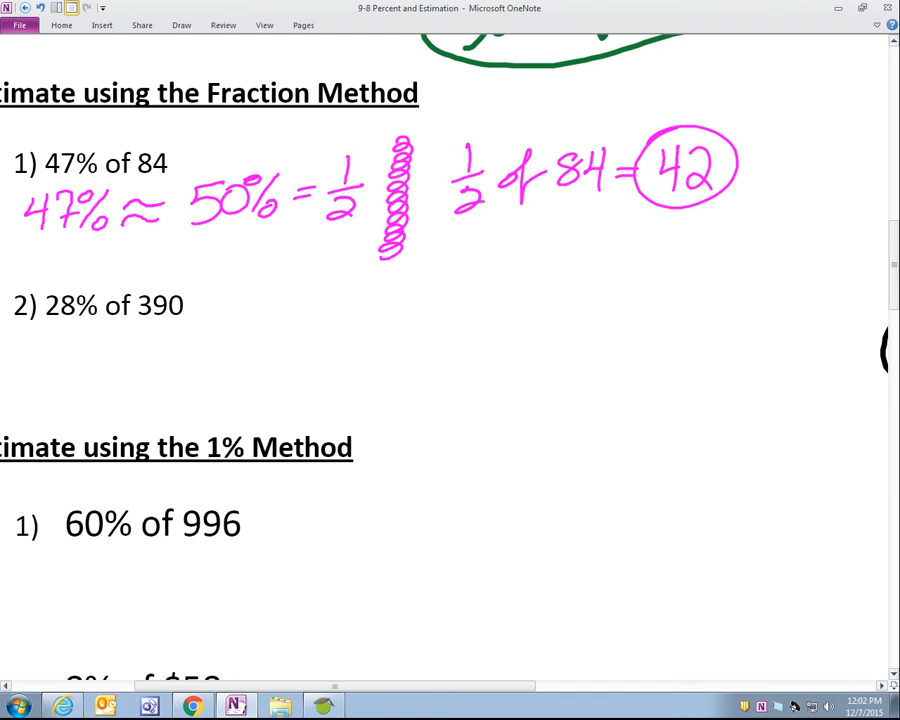 9-8 Percent and Estimation - Microsoft OneNote
File Home Insert Share Draw Review View Pages
timate using the Fraction Method
1) 47% of 84
47% ≈ 50% = 1/2 1/2 of 84 = 42
2) 28% of 390
timate using the 1% Method
1) 60% of 996
12:02 PM
12/7/2015